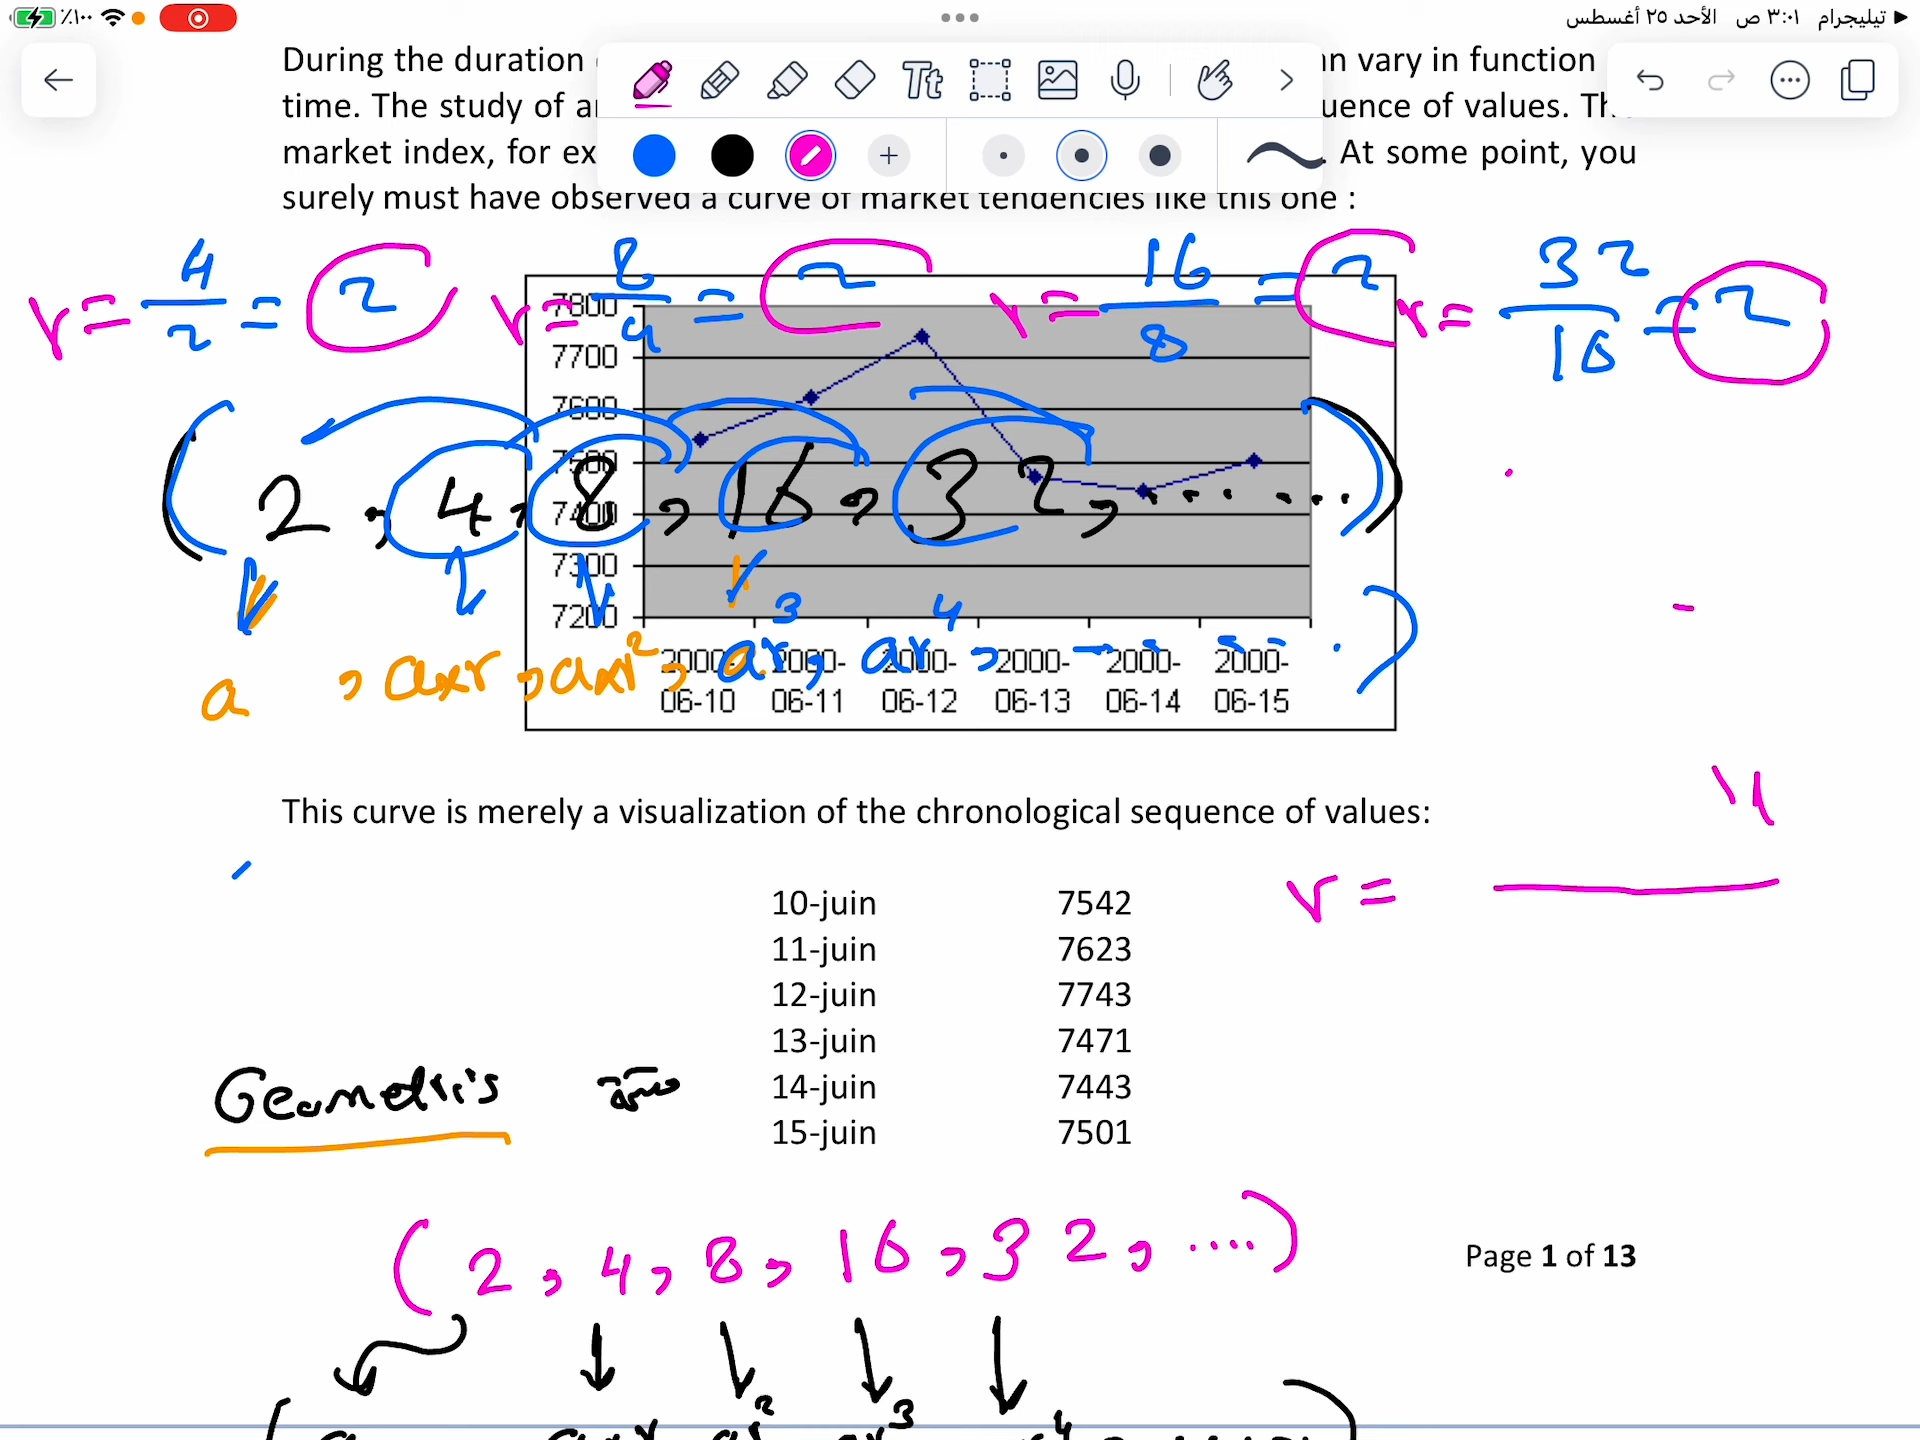 ٪١٠٠
الأحد ٢٥ أغسطس ٣:٠١ ص تيليجرام
During the duration
n vary in function
time. The study of a
uence of values. Th
Tt
market index, for ex
. At some point, you
surely must have observed a curve of market tendencies like this one :
r = 4/2 = 2 r = 8/4 = 2 r = 16/8 = 2 r = 32/16 = 2
7800
7700
7600
7500
7400
7300
7200
( 2 , 4 , 8 , 16 , 32 , ....... )
a , axr , axr² , ar³ , ar⁴ , - - - - . )
2000-06-10 2000-06-11 2000-06-12 2000-06-13 2000-06-14 2000-06-15
This curve is merely a visualization of the chronological sequence of values:
r =
10-juin 7542
11-juin 7623
12-juin 7743
13-juin 7471
14-juin 7443
15-juin 7501
Geometris
( 2 , 4 , 8 , 16 , 32 , .... )
Page 1 of 13